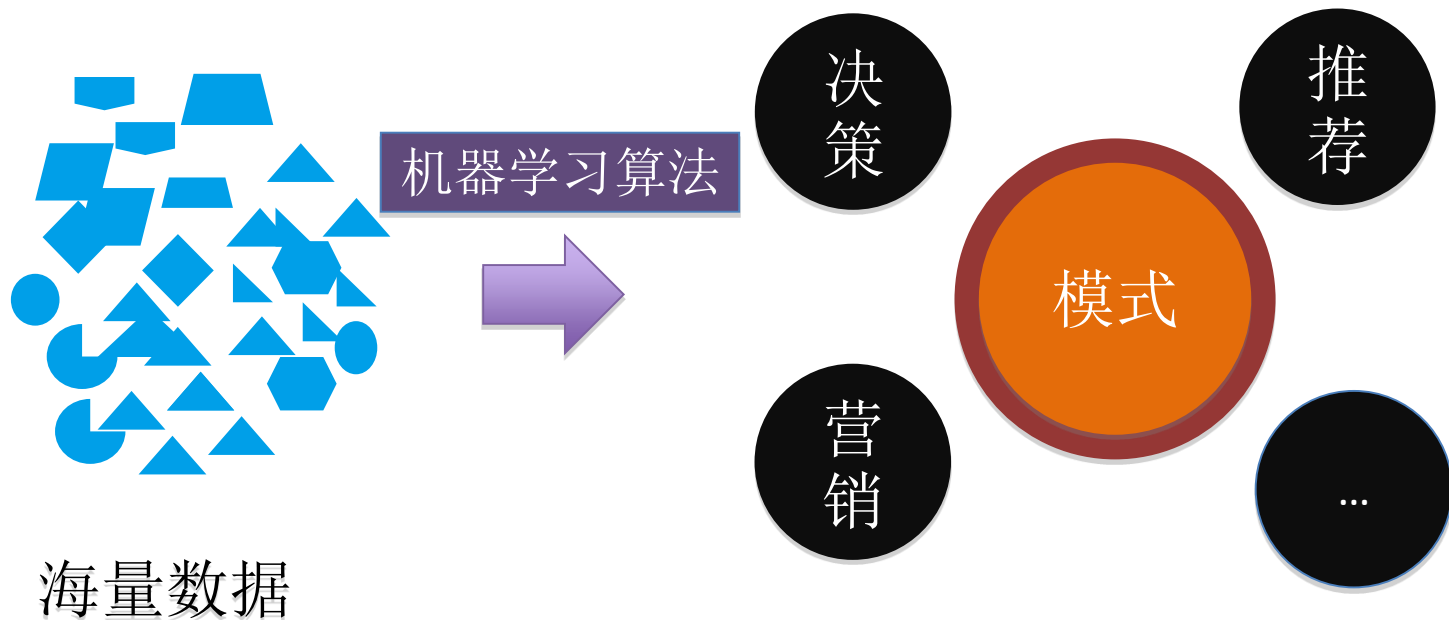 决
策
推
荐
机器学习算法
模式
营
销
...
海量数据